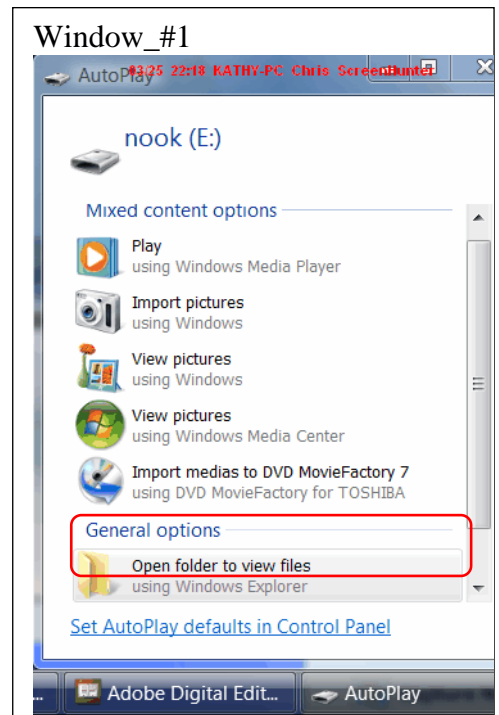 Window_#1
AutoPlay
03/25 22:18 KATHY-PC Chris ScreenHunter
nook (E:)
Mixed content options
Play
using Windows Media Player
Import pictures
using Windows
View pictures
using Windows
View pictures
using Windows Media Center
Import medias to DVD MovieFactory 7
using DVD MovieFactory for TOSHIBA
General options
Open folder to view files
using Windows Explorer
Set AutoPlay defaults in Control Panel
... Adobe Digital Edit... AutoPlay